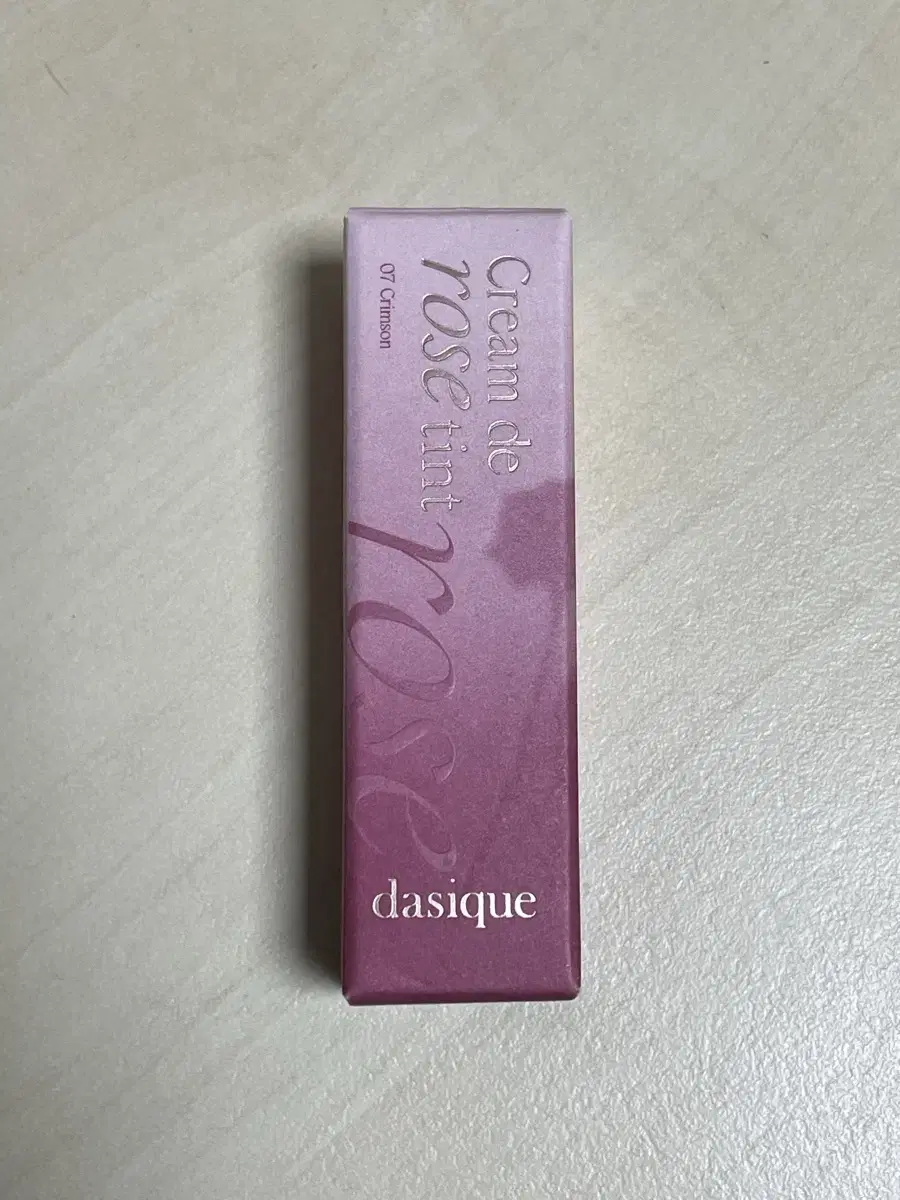 Cream de
rose tint
07 Crimson
rose
dasique